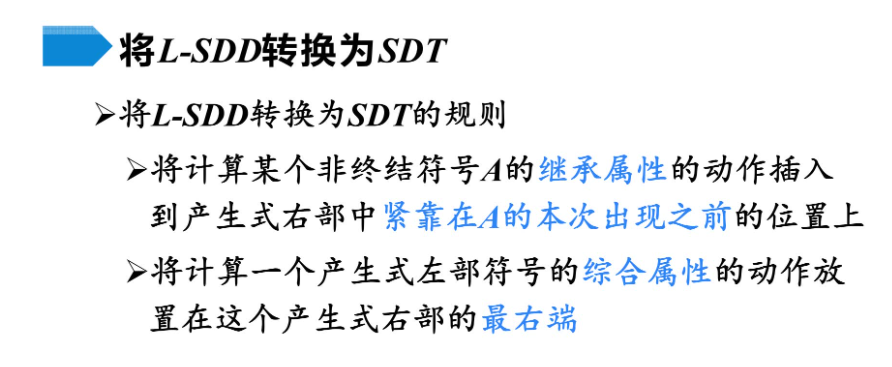 将L-SDD转换为SDT
➢将L-SDD转换为SDT的规则
➢将计算某个非终结符号A的继承属性的动作插入
到产生式右部中紧靠在A的本次出现之前的位置上
➢将计算一个产生式左部符号的综合属性的动作放
置在这个产生式右部的最右端